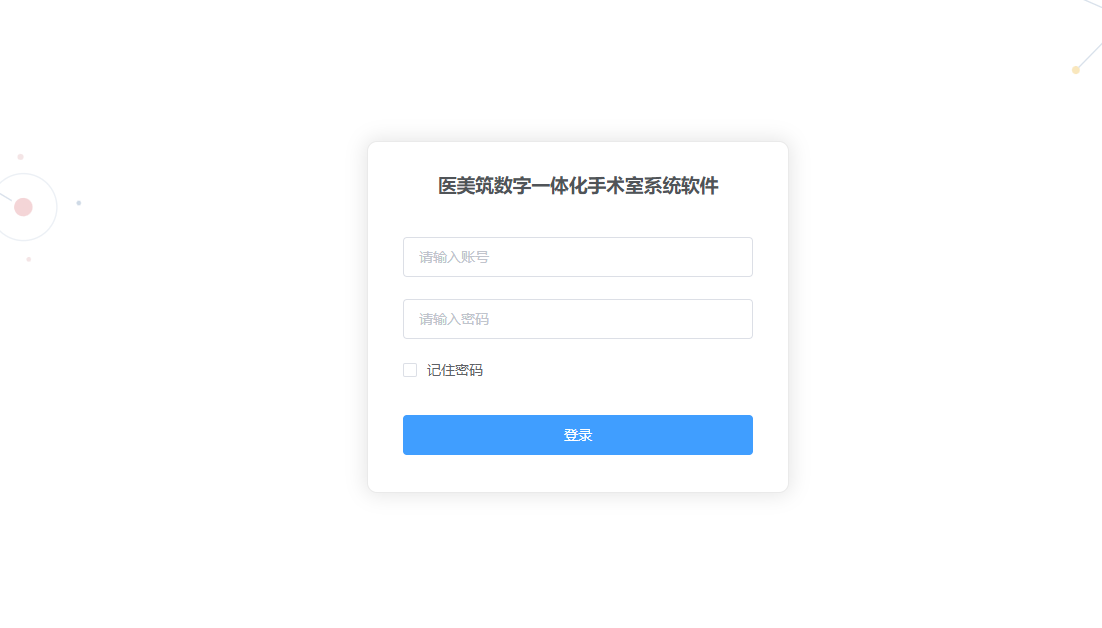 医美筑数字一体化手术室系统软件
请输入账号
请输入密码
记住密码
登录